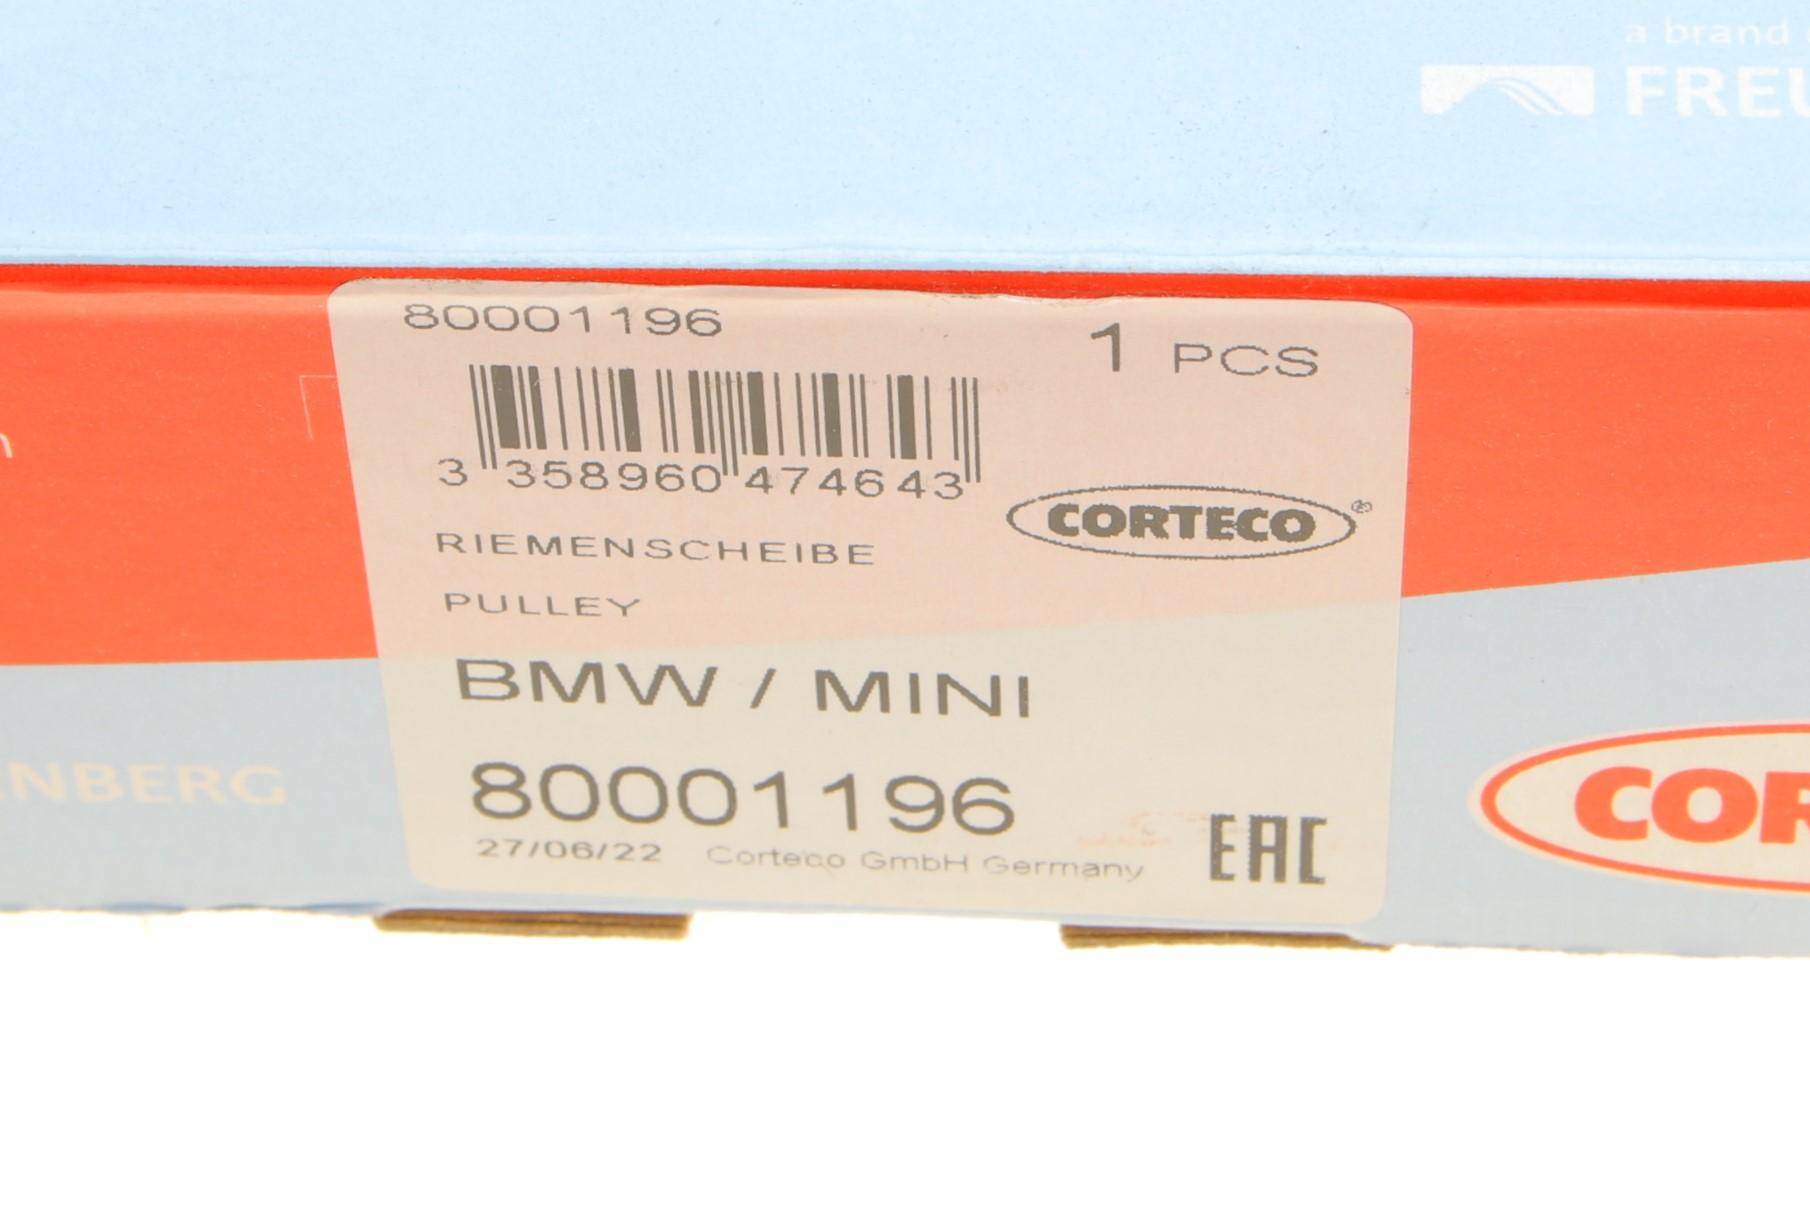 a brand
80001196
1 PCS
3 358960 474643
CORTECO®
RIEMENSCHEIBE
PULLEY
BMW / MINI
80001196
27/06/22 Corteco GmbH Germany
EAC
NBERG
COR